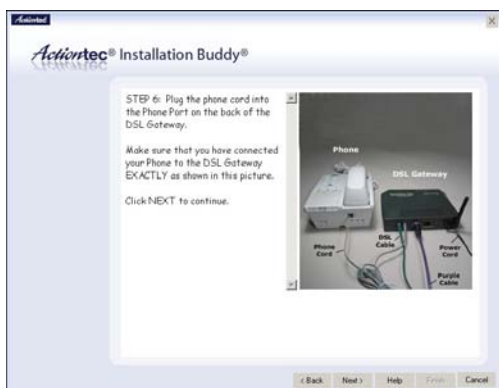 Actiontec
Actiontec® Installation Buddy®
STEP 6: Plug the phone cord into
the Phone Port on the back of the
DSL Gateway.
Make sure that you have connected
your Phone to the DSL Gateway
EXACTLY as shown in this picture.
Click NEXT to continue.
Phone
DSL Gateway
DSL
Cable
Phone
Cord
Power
Cord
Purple
Cable
< Back Next > Help Finish Cancel